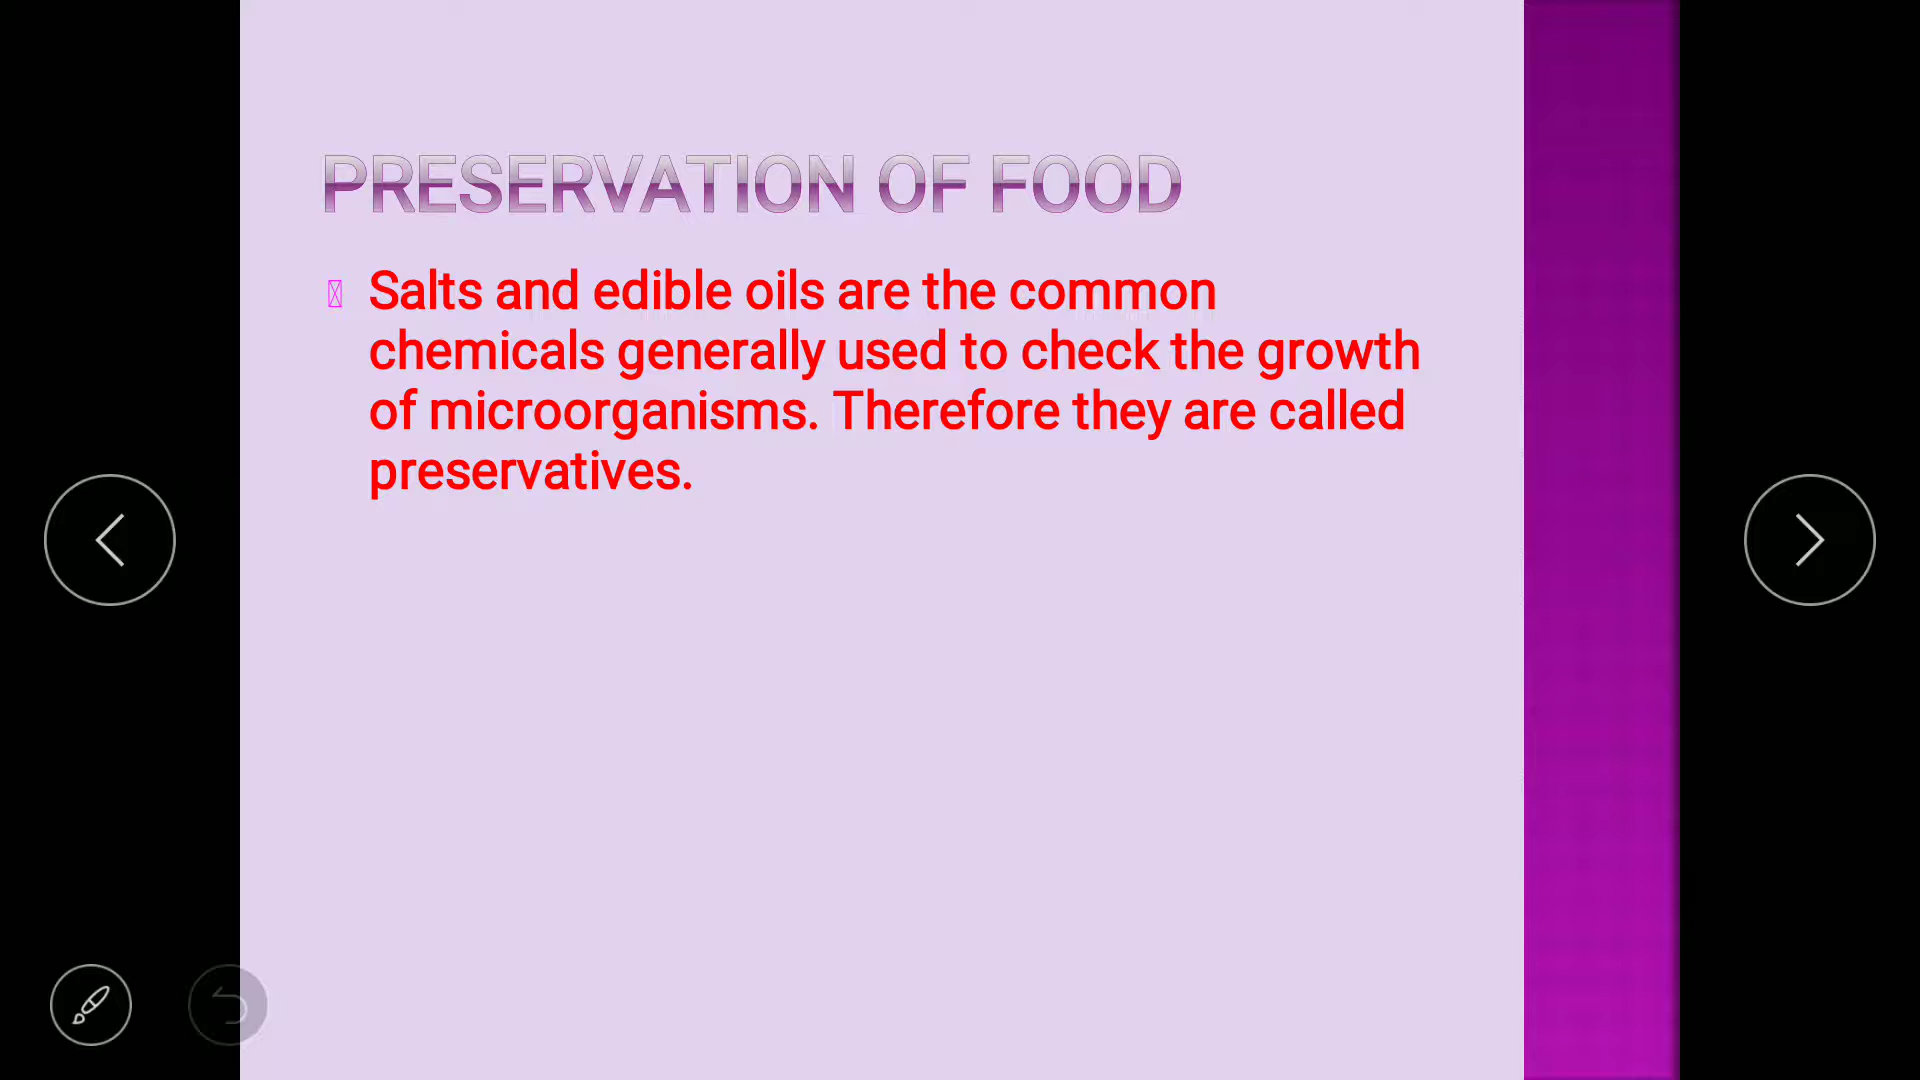 PRESERVATION OF FOOD
Salts and edible oils are the common
chemicals generally used to check the growth
of microorganisms. Therefore they are called
preservatives.